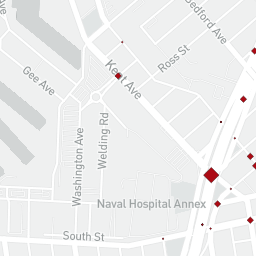 Bedford Ave
Ross St
Kent Ave
Gee Ave
Washington Ave
Welding Rd
Naval Hospital Annex
South St